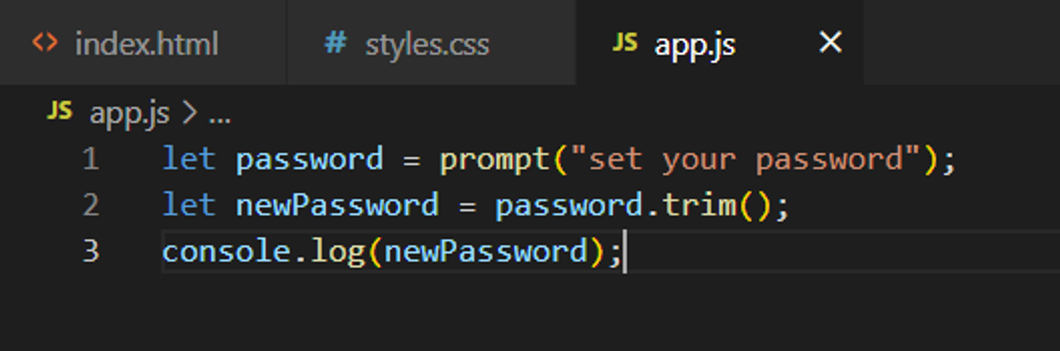 <> index.html # styles.css JS app.js ×
JS app.js > ...
1 let password = prompt("set your password");
2 let newPassword = password.trim();
3 console.log(newPassword);